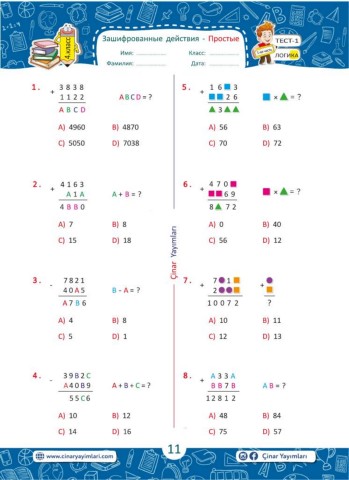 4.класс
Зашифрованные действия - Простые
Имя: Класс:
Фамилия: Дата:
ТЕСТ-1
ЛОГИКА
1.
3 8 3 8
+ 1 1 2 2
A B C D
A B C D = ?
A) 4960 B) 4870
C) 5050 D) 7038
2.
4 1 6 3
+ A 1 A
4 B B 0
A + B = ?
A) 7 B) 8
C) 15 D) 18
3.
7 8 2 1
- 4 0 A 5
A 7 B 6
B - A = ?
A) 4 B) 8
C) 5 D) 1
4.
3 9 B 2 C
- A 4 0 B 9
5 5 C 6
A + B + C = ?
A) 10 B) 12
C) 14 D) 16
5.
1 6 ■ 3
+ ■ ■ 2 6
▲ 3 ▲ ▲
■ × ▲ = ?
A) 56 B) 63
C) 70 D) 72
6.
4 7 0 ■
+ ■ ■ 6 9
8 ▲ 7 2
■ × ▲ = ?
A) 0 B) 40
C) 56 D) 12
7.
7 ● 1 ■
+ 2 ● ● ■
1 0 0 7 2
●
+ ■
?
A) 10 B) 11
C) 12 D) 13
8.
A 3 3 A
+ B B 7 B
1 2 8 1 2
A B = ?
A) 48 B) 84
C) 75 D) 57
Çınar Yayımları
www.cinaryayimlari.com
11
Çınar Yayımları